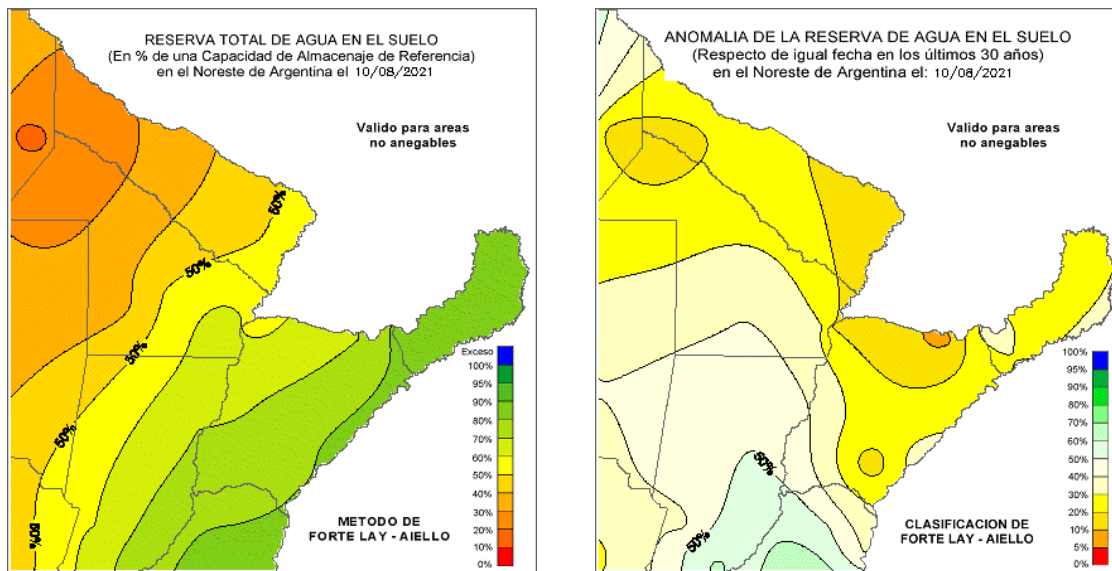 RESERVA TOTAL DE AGUA EN EL SUELO
(En % de una Capacidad de Almacenaje de Referencia)
en el Noreste de Argentina el 10/08/2021
Valido para areas
no anegables
50%
50%
50%
50%
50%
Exceso
100%
95%
90%
80%
70%
60%
50%
40%
30%
20%
10%
0%
METODO DE
FORTE LAY - AIELLO
ANOMALIA DE LA RESERVA DE AGUA EN EL SUELO
(Respecto de igual fecha en los últimos 30 años)
en el Noreste de Argentina el: 10/08/2021
Valido para areas
no anegables
50%
50%
100%
95%
90%
80%
70%
60%
50%
40%
30%
20%
10%
5%
0%
CLASIFICACION DE
FORTE LAY - AIELLO